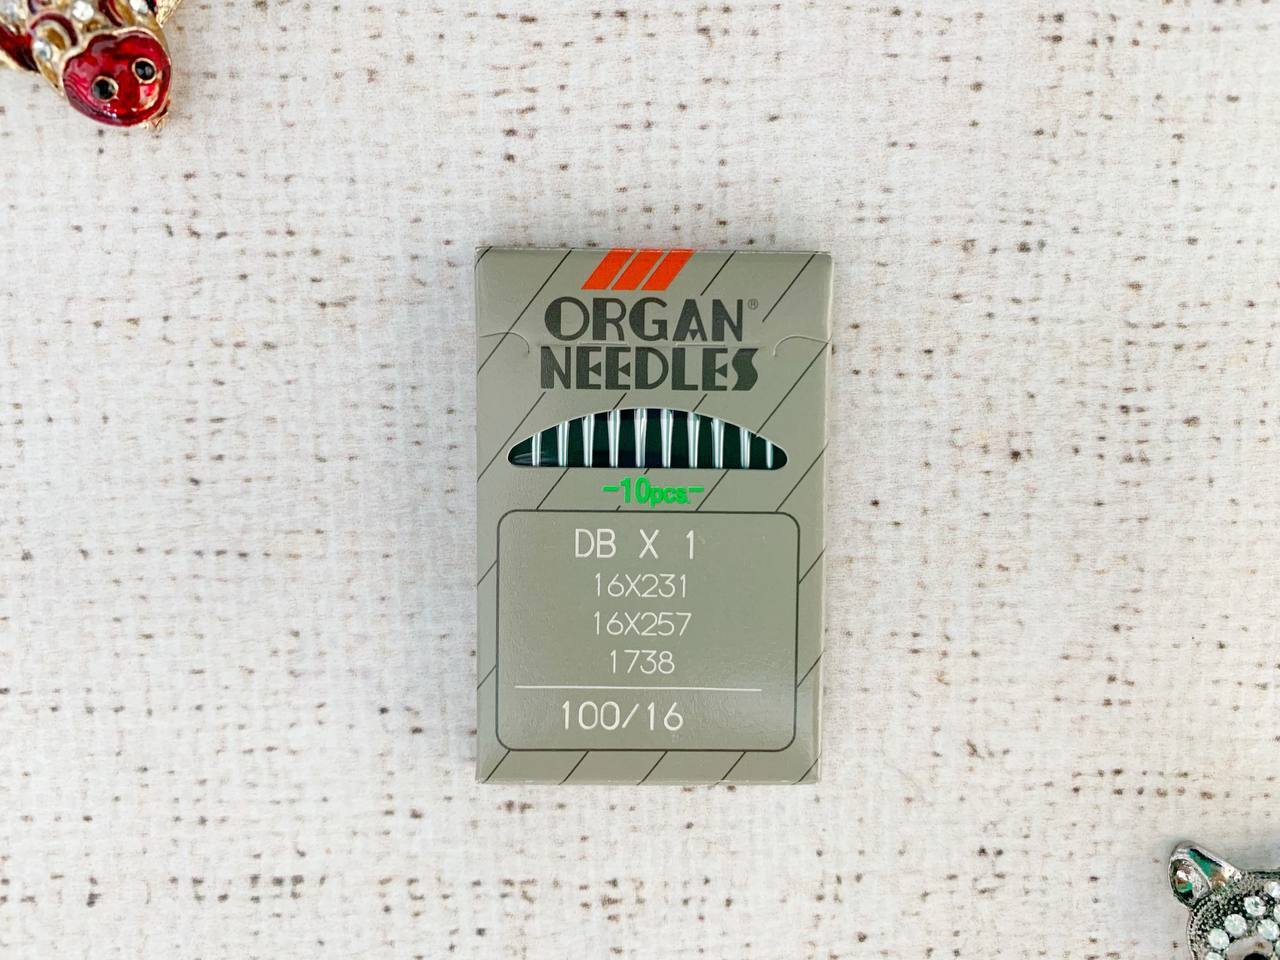 ORGAN®
NEEDLES
-10pcs.-
DB X 1
16X231
16X257
1738
100/16